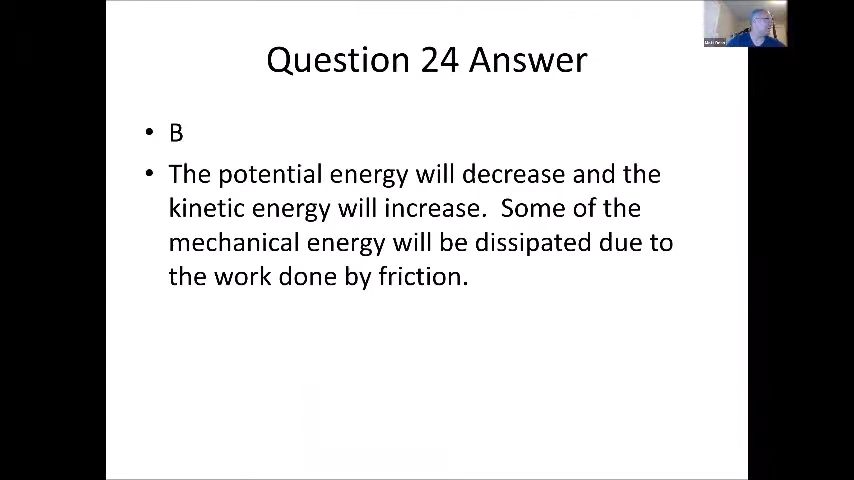 Question 24 Answer
• B
• The potential energy will decrease and the
kinetic energy will increase. Some of the
mechanical energy will be dissipated due to
the work done by friction.